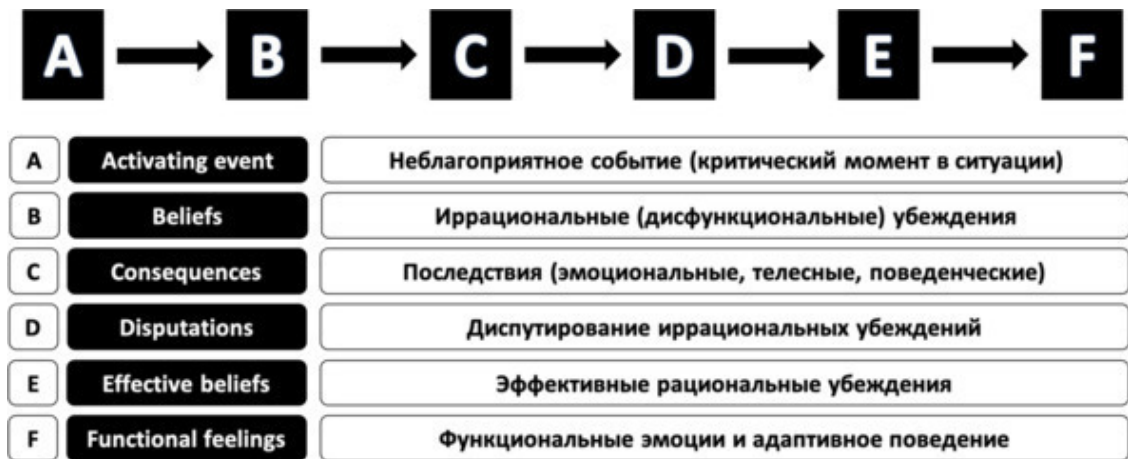 A B C D E F
A Activating event Неблагоприятное событие (критический момент в ситуации)
B Beliefs Иррациональные (дисфункциональные) убеждения
C Consequences Последствия (эмоциональные, телесные, поведенческие)
D Disputations Диспутирование иррациональных убеждений
E Effective beliefs Эффективные рациональные убеждения
F Functional feelings Функциональные эмоции и адаптивное поведение